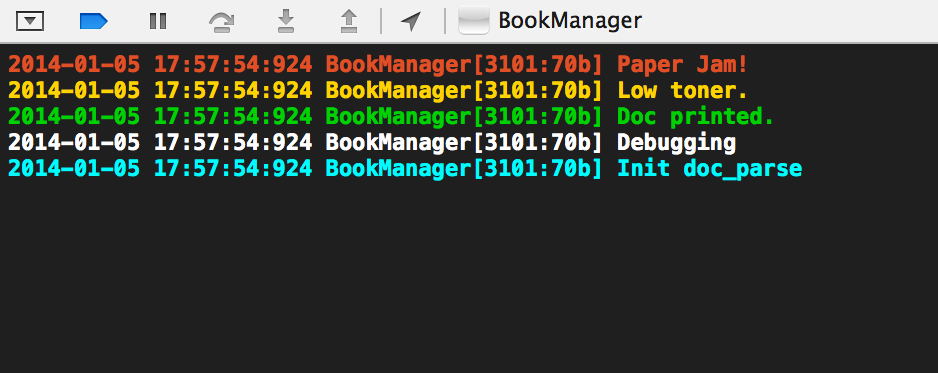 BookManager
2014-01-05 17:57:54:924 BookManager[3101:70b] Paper Jam!
2014-01-05 17:57:54:924 BookManager[3101:70b] Low toner.
2014-01-05 17:57:54:924 BookManager[3101:70b] Doc printed.
2014-01-05 17:57:54:924 BookManager[3101:70b] Debugging
2014-01-05 17:57:54:924 BookManager[3101:70b] Init doc_parse